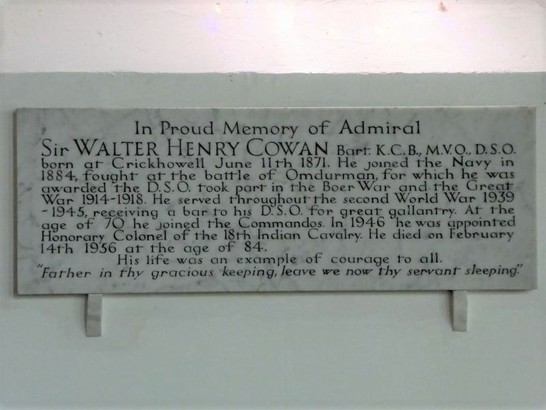 In Proud Memory of Admiral
Sir WALTER HENRY COWAN Bart. K.C.B., M.V.O., D.S.O.
born at Crickhowell June 11th 1871. He joined the Navy in
1884, fought at the battle of Omdurman, for which he was
awarded the D.S.O. took part in the Boer War and the Great
War 1914-1918. He served throughout the second World War 1939
-1945, receiving a bar to his D.S.O. for great gallantry. At the
age of 70 he joined the Commandos. In 1946 he was appointed
Honorary Colonel of the 18th Indian Cavalry. He died on February
14th 1956 at the age of 84.
His life was an example of courage to all.
"Father in thy gracious keeping, leave we now thy servant sleeping."